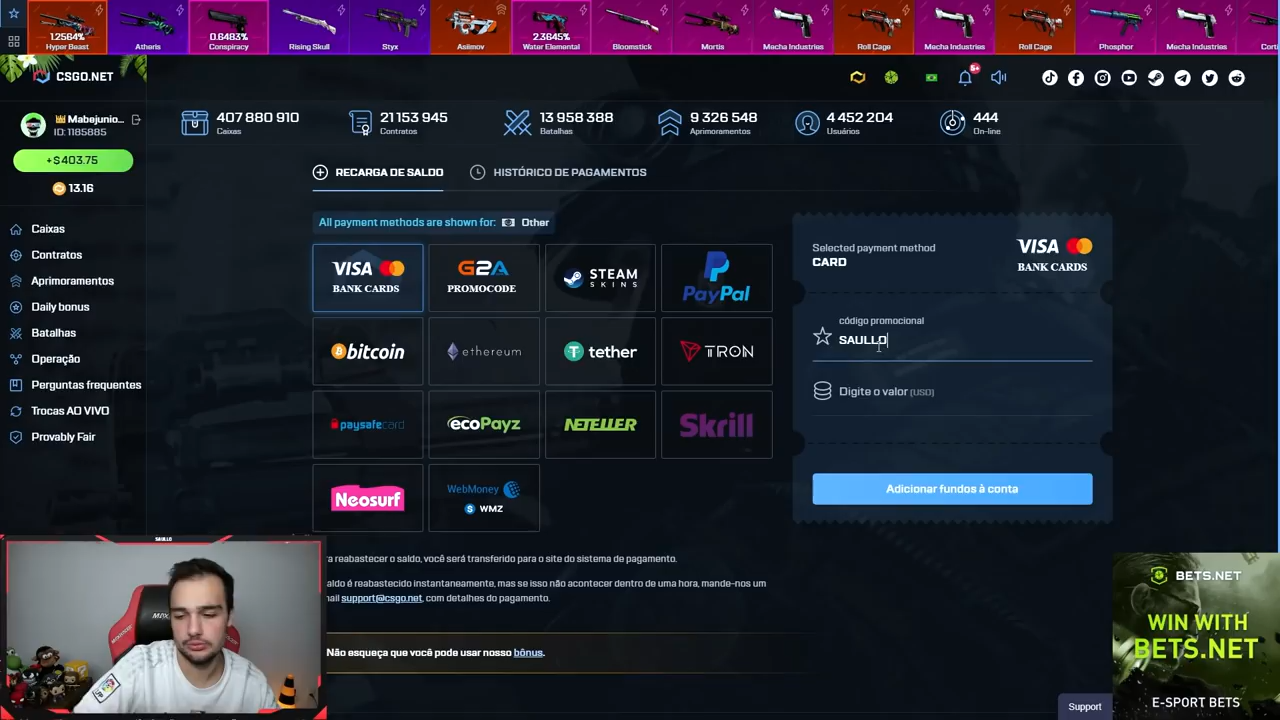 1.2564%
Hyper Beast
Atheris
0.6483%
Conspiracy
Rising Skull
Styx
Asiimov
2.3645%
Water Elemental
Bloomstick
Mortis
Mecha Industries
Roll Cage
Mecha Industries
Roll Cage
Phosphor
Mecha Industries
CSGO.NET
5+
Mabejunio...
ID: 1185885
+$403.75
13.16
407 880 910
Caixas
21 153 945
Contratos
13 958 388
Batalhas
9 326 548
Aprimoramentos
4 452 204
Usuários
444
On-line
Caixas
Contratos
Aprimoramentos
Daily bonus
Batalhas
Operação
Perguntas frequentes
Trocas AO VIVO
Provably Fair
RECARGA DE SALDO
HISTÓRICO DE PAGAMENTOS
All payment methods are shown for: Other
VISA
BANK CARDS
G2A
PROMOCODE
STEAM
SKINS
PayPal
bitcoin
ethereum
tether
TRON
paysafecard
ecoPayz
NETELLER
Skrill
Neosurf
WebMoney
WMZ
Selected payment method
CARD
VISA
BANK CARDS
código promocional
SAULLO
Digite o valor (USD)
Adicionar fundos à conta
ra reabastecer o saldo, você será transferido para o site do sistema de pagamento.
saldo é reabastecido instantaneamente, mas se isso não acontecer dentro de uma hora, mande-nos um
mail support@csgo.net, com detalhes do pagamento.
Não esqueça que você pode usar nosso bônus.
SAULLO
BETS.NET
WIN WITH
BETS.NET
E-SPORT BETS
Support